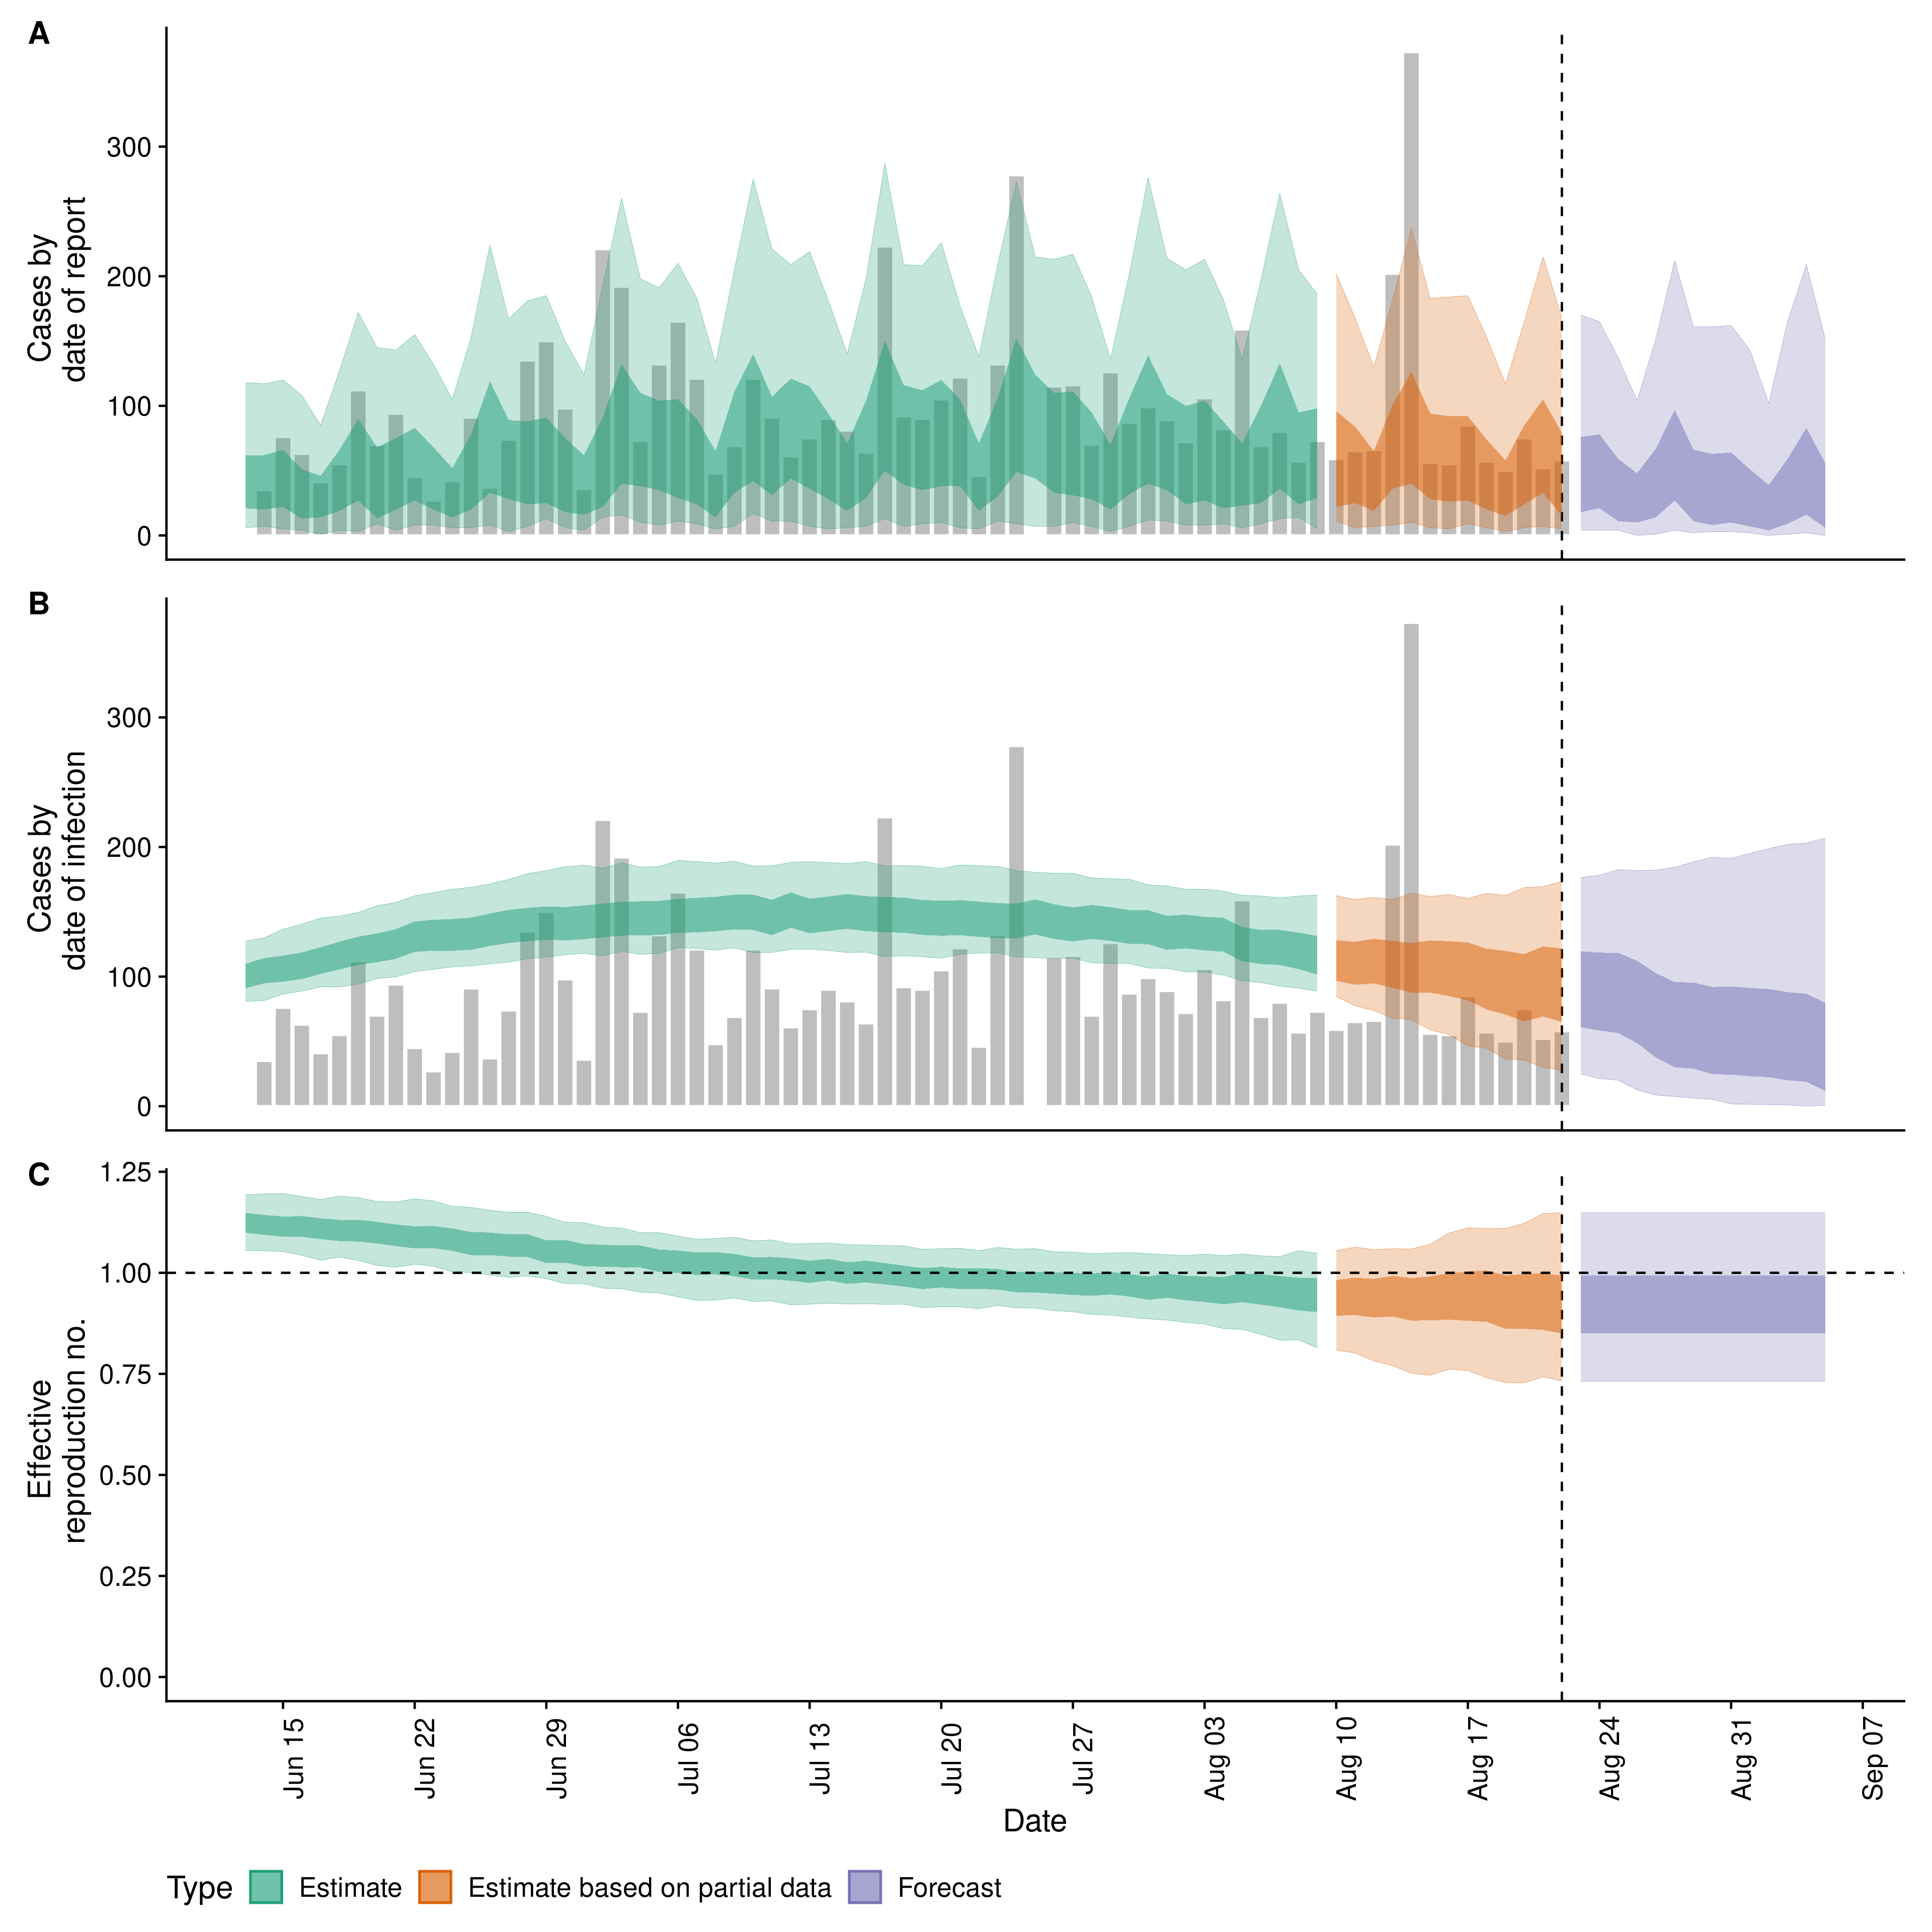 A
Cases by
date of report
300
200
100
0
B
Cases by
date of infection
300
200
100
0
C
Effective
reproduction no.
1.25
1.00
0.75
0.50
0.25
0.00
Jun 15
Jun 22
Jun 29
Jul 06
Jul 13
Jul 20
Jul 27
Aug 03
Aug 10
Aug 17
Aug 24
Aug 31
Sep 07
Date
Type Estimate Estimate based on partial data Forecast